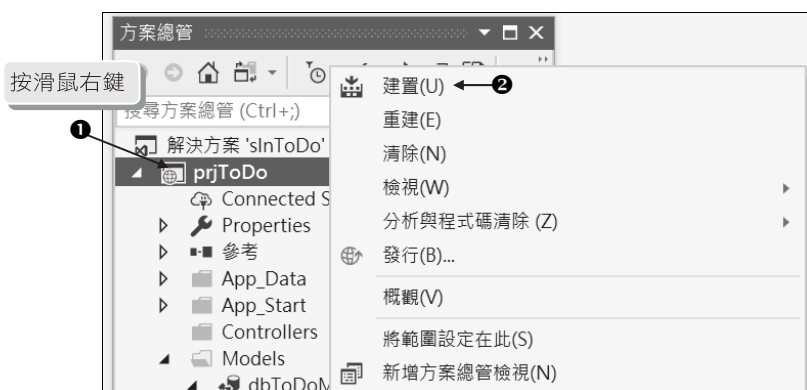 方案總管
按滑鼠右鍵
搜尋方案總管 (Ctrl+;)
❶
解決方案 'slnToDo'
prjToDo
Connected S
Properties
參考
App_Data
App_Start
Controllers
Models
dbToDoM
建置(U)
❷
重建(E)
清除(N)
檢視(W)
分析與程式碼清除 (Z)
發行(B)...
概觀(V)
將範圍設定在此(S)
新增方案總管檢視(N)